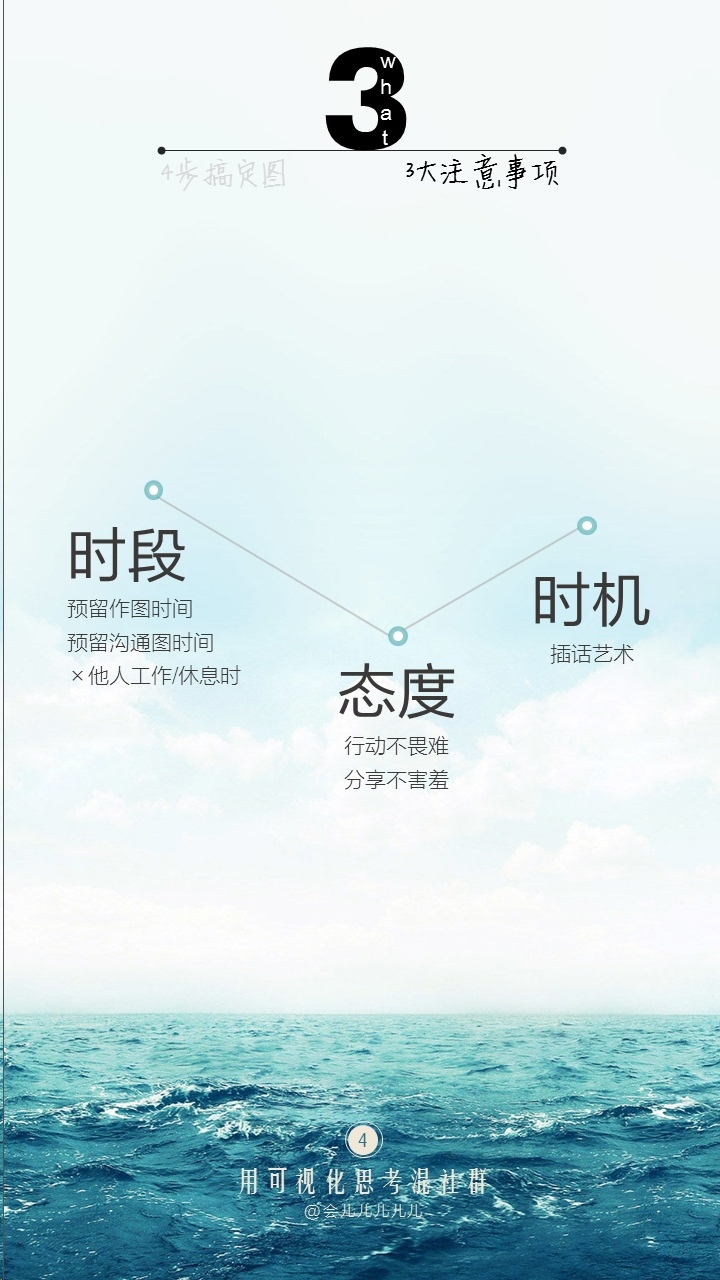 3
what
4步搞定图
3大注意事项
时段
预留作图时间
预留沟通图时间
×他人工作/休息时
态度
行动不畏难
分享不害羞
时机
插话艺术
4
用可视化思考混社群
@会儿儿儿儿儿